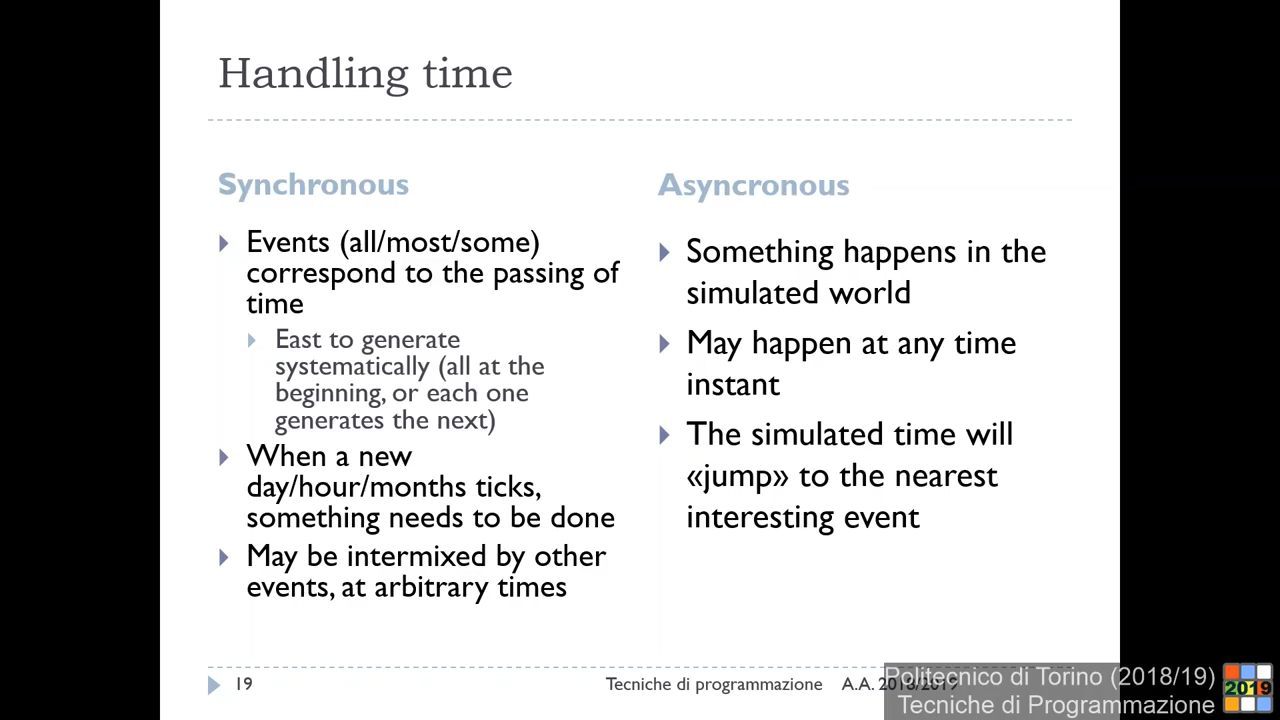 Handling time
Synchronous
Events (all/most/some)
correspond to the passing of
time
East to generate
systematically (all at the
beginning, or each one
generates the next)
When a new
day/hour/months ticks,
something needs to be done
May be intermixed by other
events, at arbitrary times
Asyncronous
Something happens in the
simulated world
May happen at any time
instant
The simulated time will
«jump» to the nearest
interesting event
19
Tecniche di programmazione A.A. 2018/2019
Politecnico di Torino (2018/19)
Tecniche di Programmazione
2019